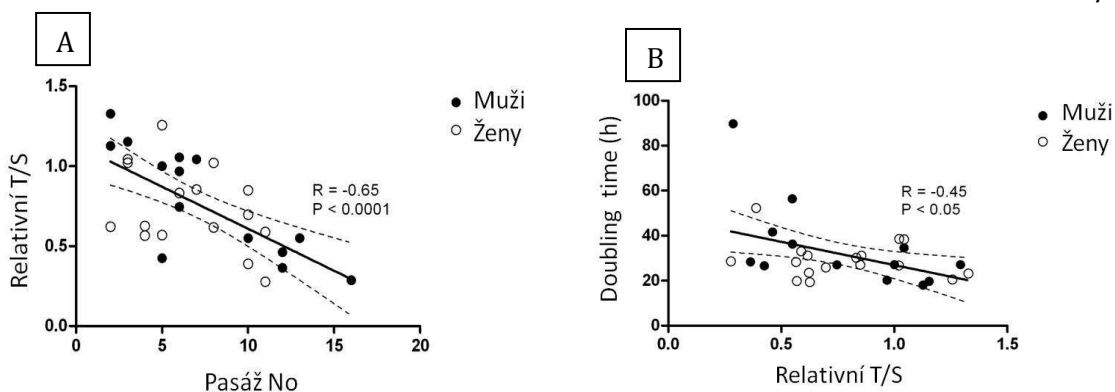 A
Relativní T/S
1.5
1.0
0.5
0.0
0
5
10
15
20
Pasáž No
Muži
Ženy
R = -0.65
P < 0.0001
B
Doubling time (h)
100
80
60
40
20
0
0.0
0.5
1.0
1.5
Relativní T/S
Muži
Ženy
R = -0.45
P < 0.05